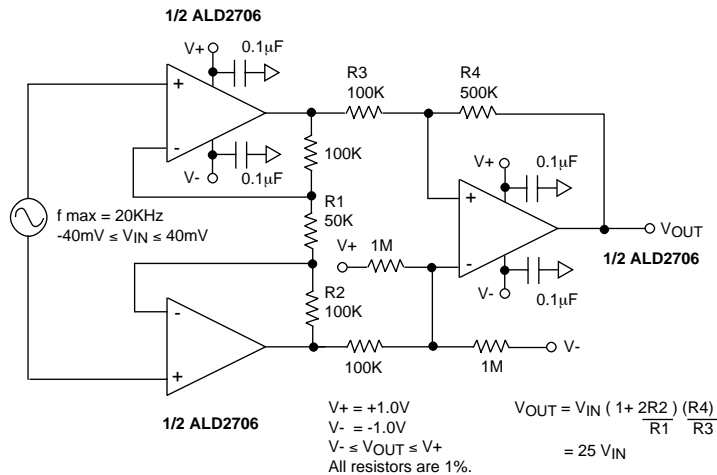 1/2 ALD2706
V+
0.1µF
+
-
V-
0.1µF
R3
100K
R4
500K
100K
f max = 20KHz
-40mV ≤ VIN ≤ 40mV
R1
50K
V+
0.1µF
+
-
VOUT
V+
1M
1/2 ALD2706
V-
0.1µF
R2
100K
-
+
100K
1M
V-
1/2 ALD2706
V+ = +1.0V
V- = -1.0V
V- ≤ VOUT ≤ V+
All resistors are 1%.
VOUT = VIN ( 1+ 2R2 ) (R4)
R1 R3
= 25 VIN